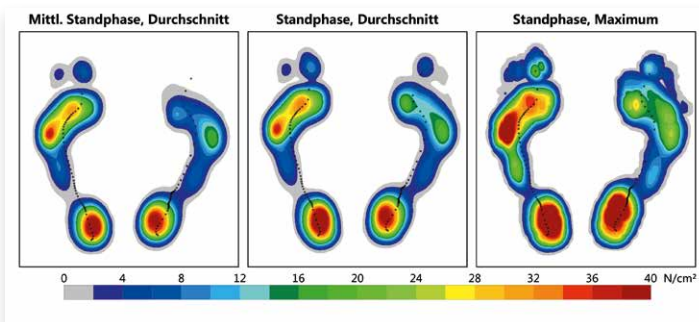 Mittl. Standphase, Durchschnitt
Standphase, Durchschnitt
Standphase, Maximum
0 4 8 12 16 20 24 28 32 36 40 N/cm²